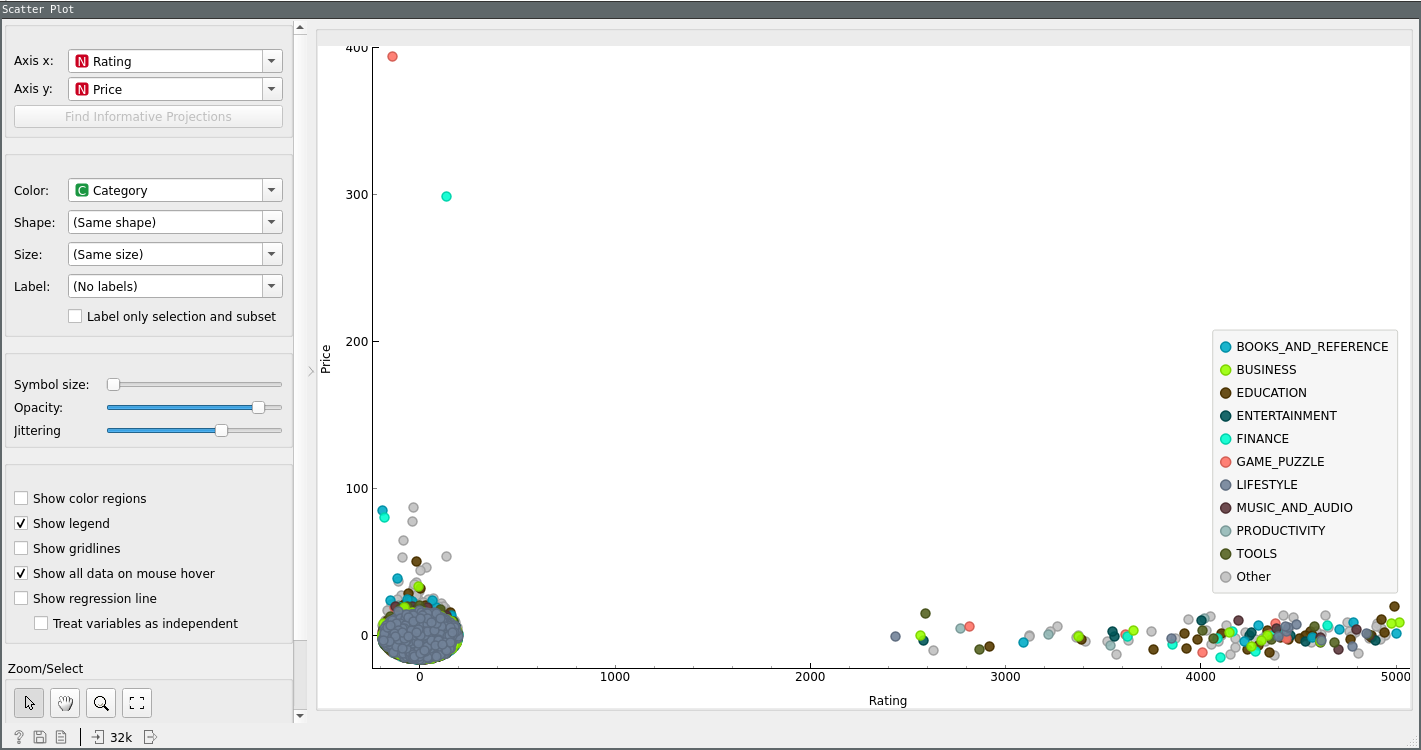 Scatter Plot
Axis x: N Rating
Axis y: N Price
Find Informative Projections
Color: C Category
Shape: (Same shape)
Size: (Same size)
Label: (No labels)
Label only selection and subset
Symbol size:
Opacity:
Jittering
Show color regions
Show legend
Show gridlines
Show all data on mouse hover
Show regression line
Treat variables as independent
Zoom/Select
? 32k
400
300
200
100
0
Price
0 1000 2000 3000 4000 5000
Rating
BOOKS_AND_REFERENCE
BUSINESS
EDUCATION
ENTERTAINMENT
FINANCE
GAME_PUZZLE
LIFESTYLE
MUSIC_AND_AUDIO
PRODUCTIVITY
TOOLS
Other